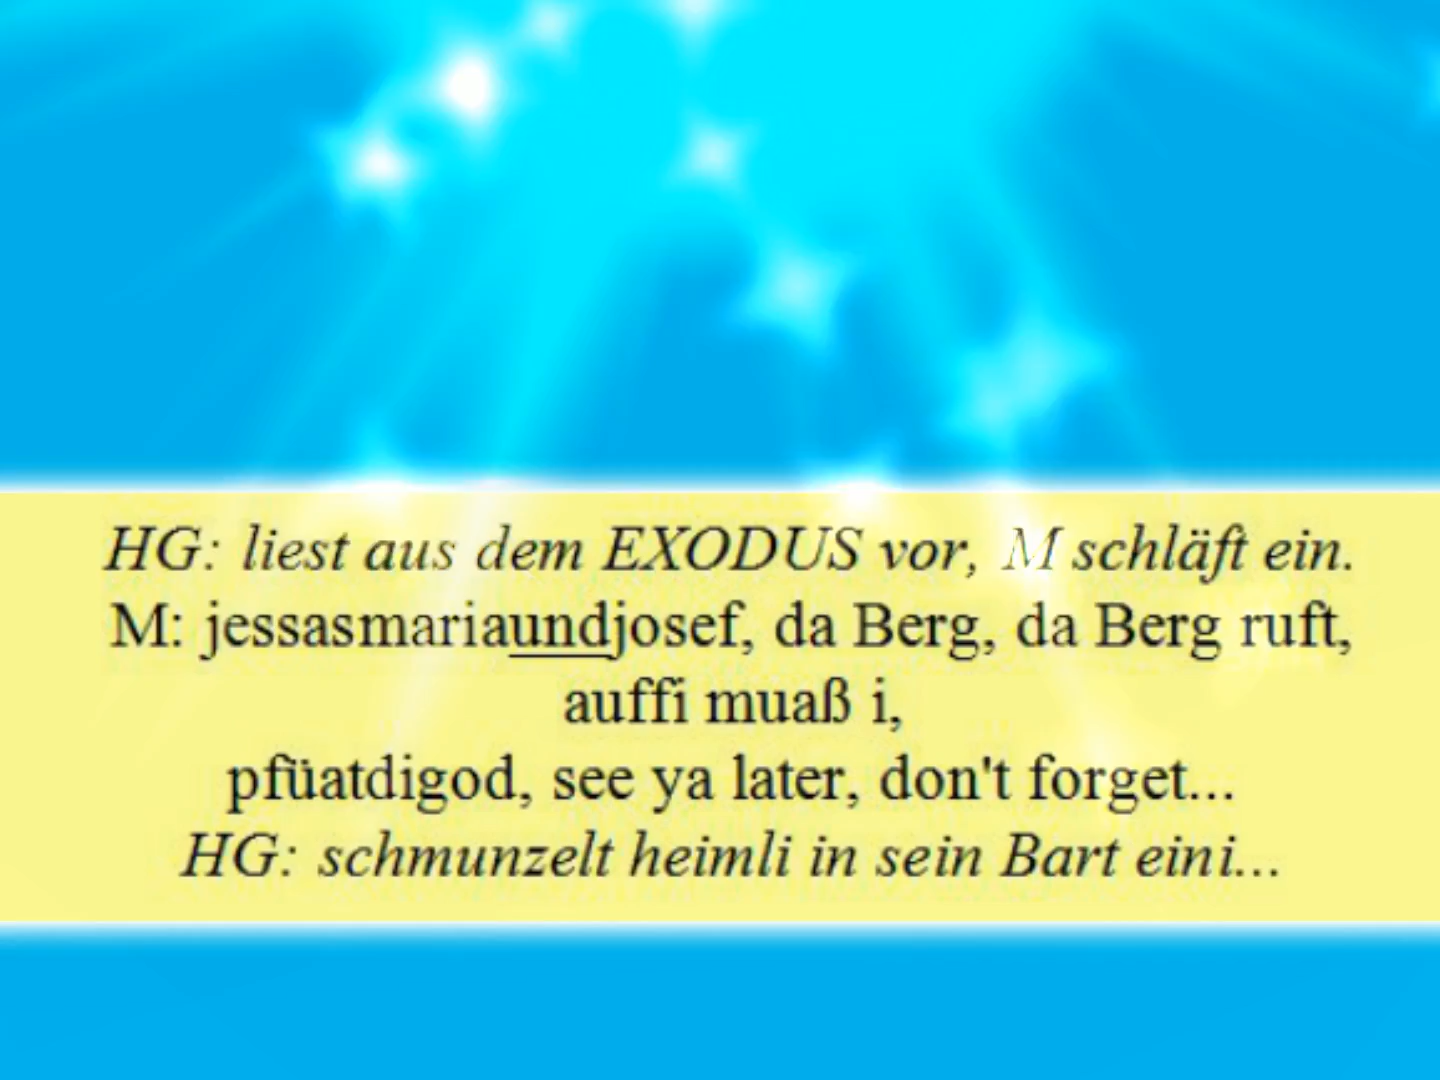 HG: liest aus dem EXODUS vor, M schläft ein.
M: jessasmariaundjosef, da Berg, da Berg ruft,
auffi muaß i,
pfüatdigod, see ya later, don't forget...
HG: schmunzelt heimli in sein Bart eini...